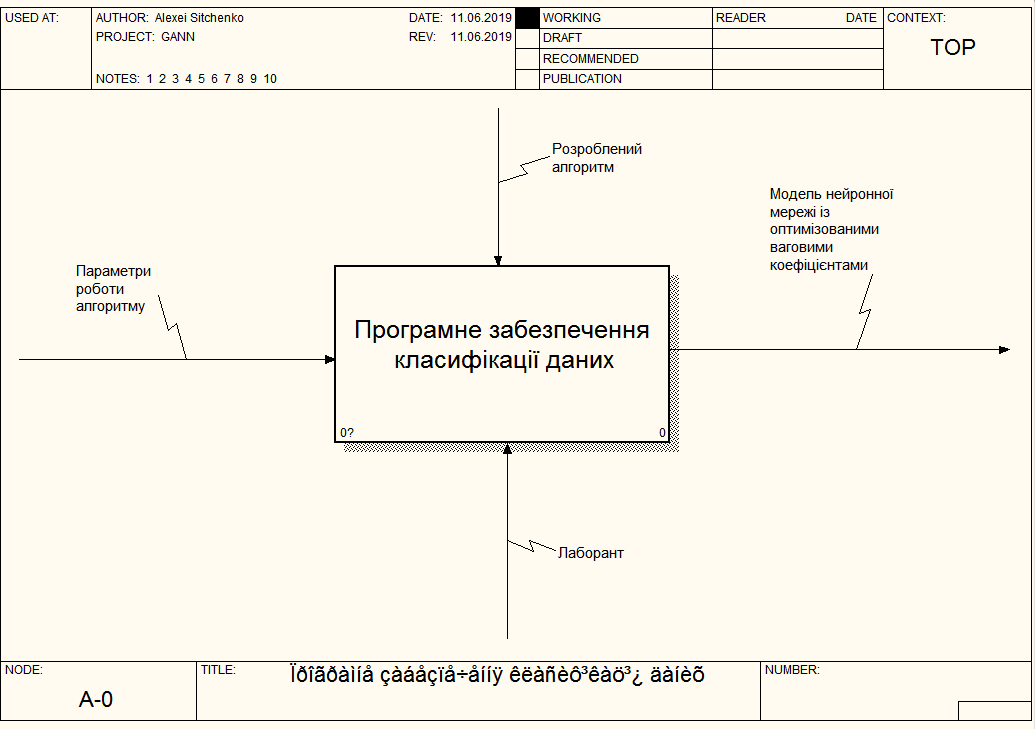 USED AT:
AUTHOR: Alexei Sitchenko
DATE: 11.06.2019
WORKING
READER
DATE
CONTEXT:
PROJECT: GANN
REV: 11.06.2019
DRAFT
TOP
RECOMMENDED
NOTES: 1 2 3 4 5 6 7 8 9 10
PUBLICATION
Розроблений
алгоритм
Модель нейронної
мережі із
оптимізованими
ваговими
коефіцієнтами
Параметри
роботи
алгоритму
Програмне забезпечення
класифікації даних
0?
0
Лаборант
NODE:
A-0
TITLE:
Ïðîãðàìíå çàáåçïå÷åííÿ êëàñèô³êàö³¿ äàíèõ
NUMBER: